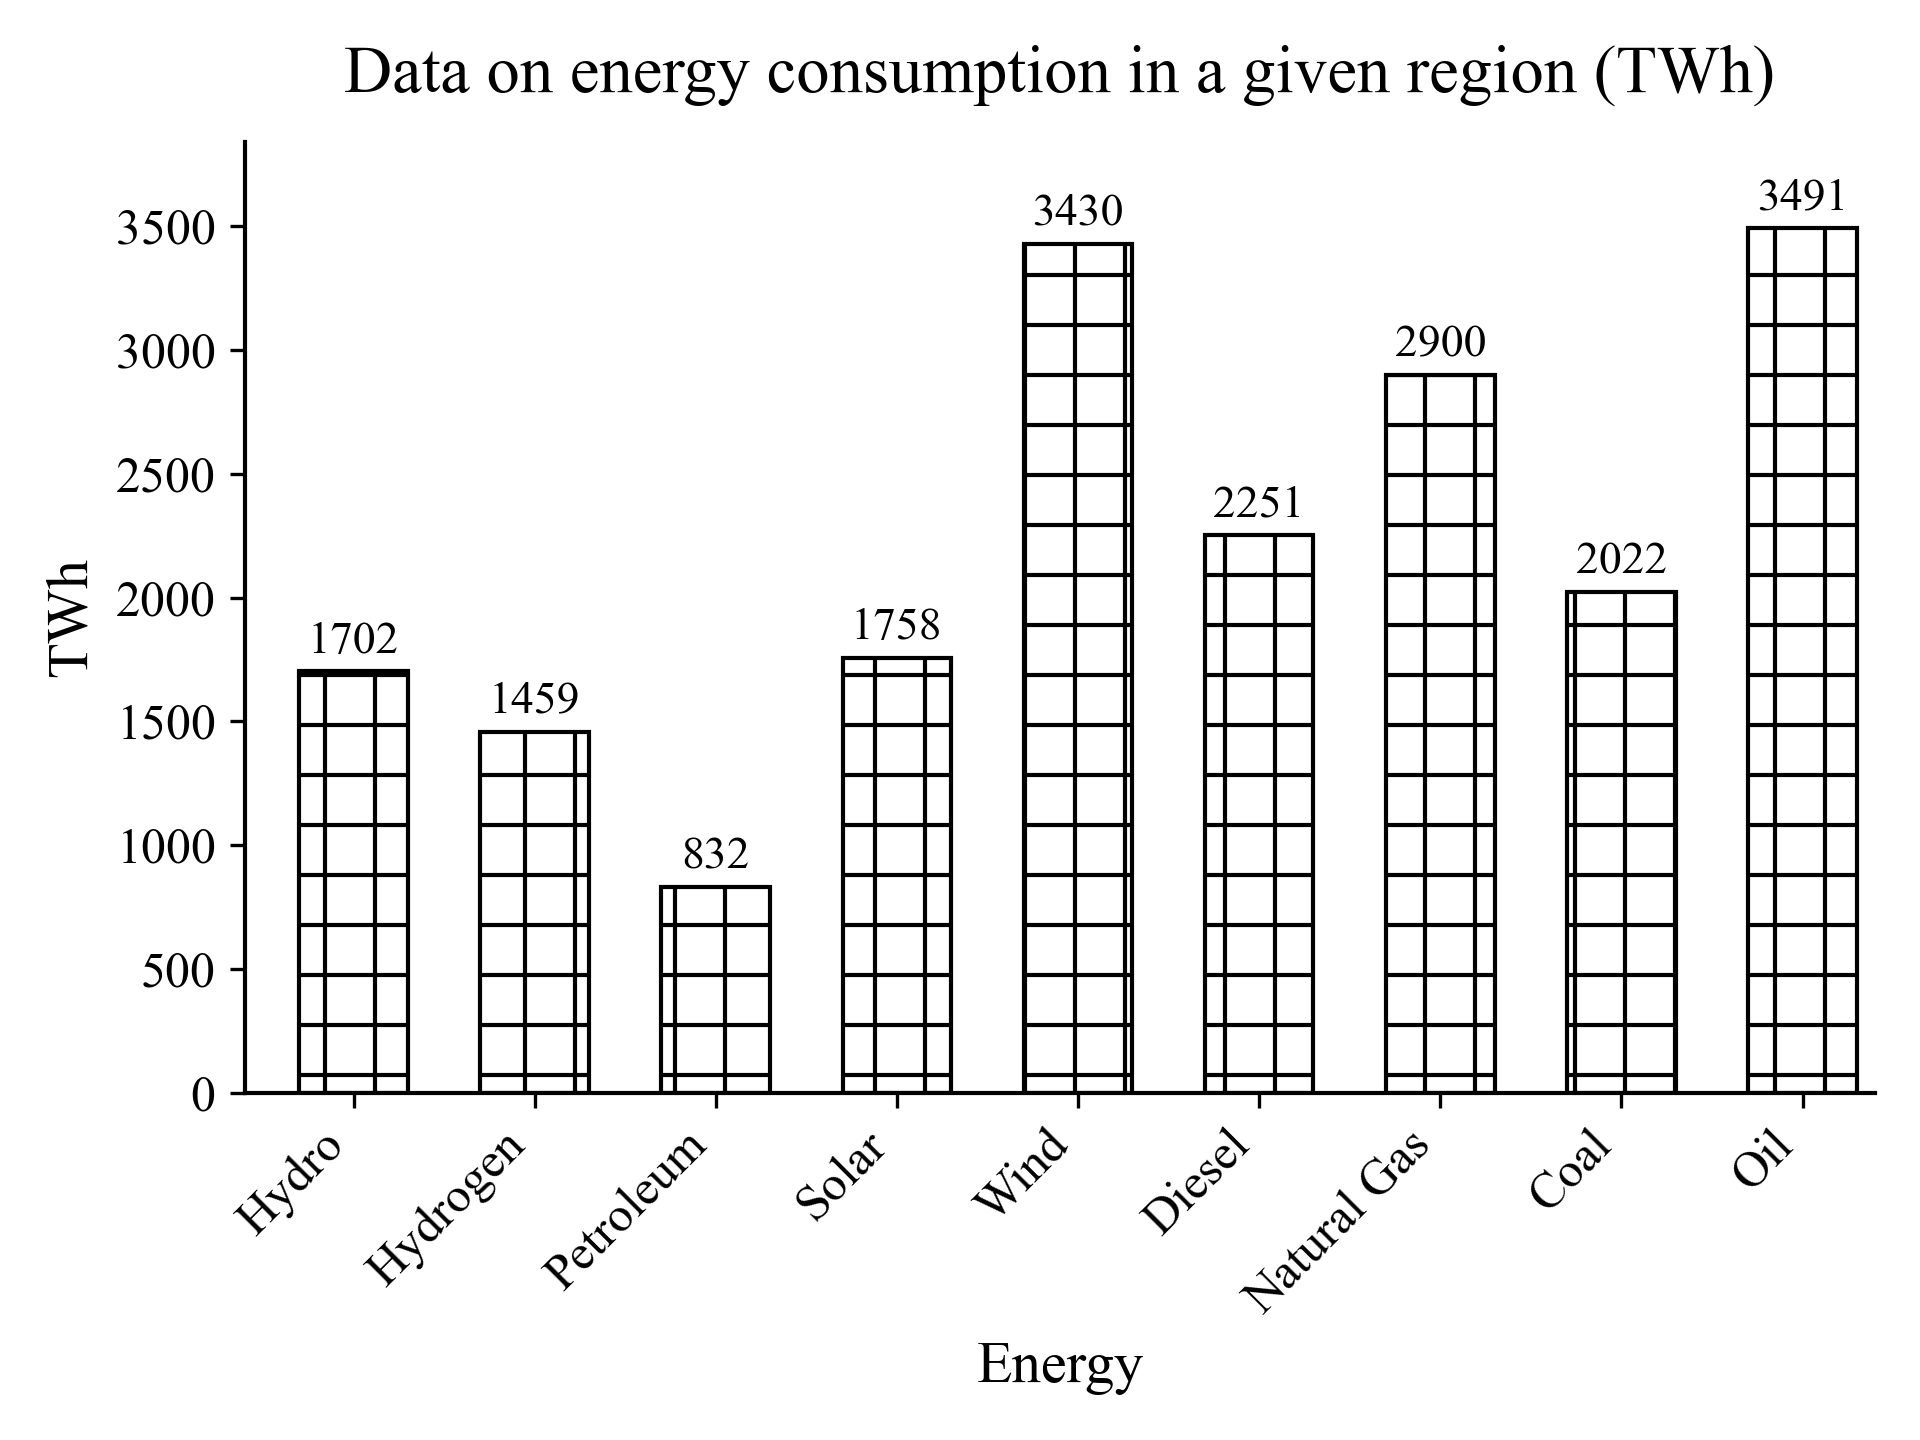 Data on energy consumption in a given region (TWh)
TWh
3500
3000
2500
2000
1500
1000
500
0
1702
1459
832
1758
3430
2251
2900
2022
3491
Hydro
Hydrogen
Petroleum
Solar
Wind
Diesel
Natural Gas
Coal
Oil
Energy